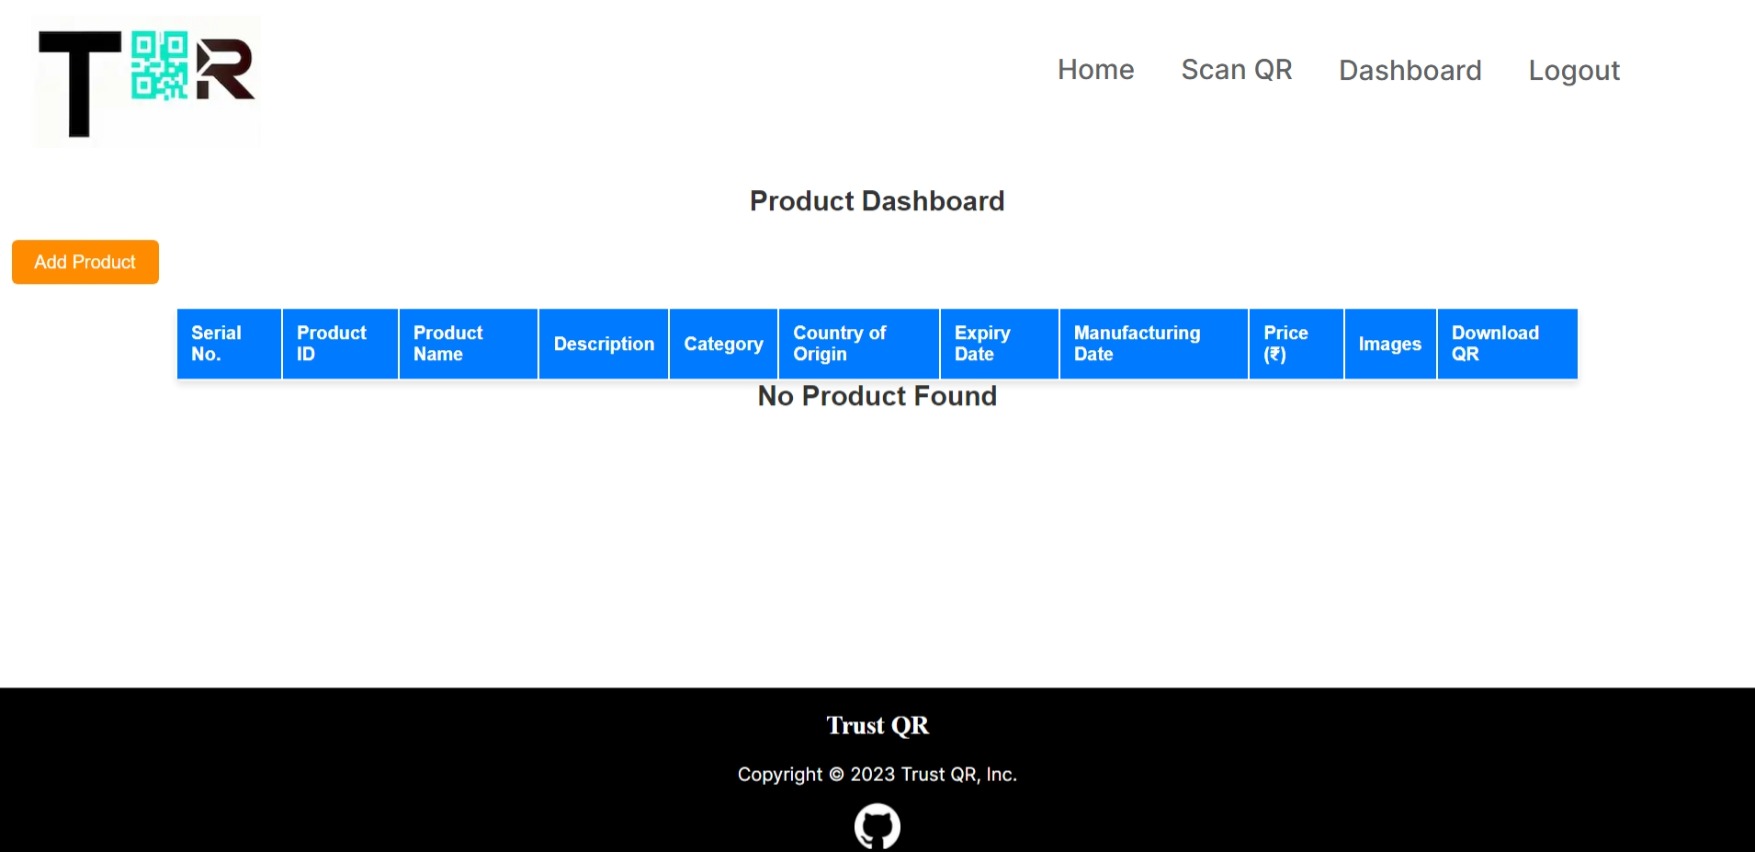 T R
Home Scan QR Dashboard Logout
Product Dashboard
Add Product
Serial No. Product ID Product Name Description Category Country of Origin Expiry Date Manufacturing Date Price (₹) Images Download QR
No Product Found
Trust QR
Copyright © 2023 Trust QR, Inc.